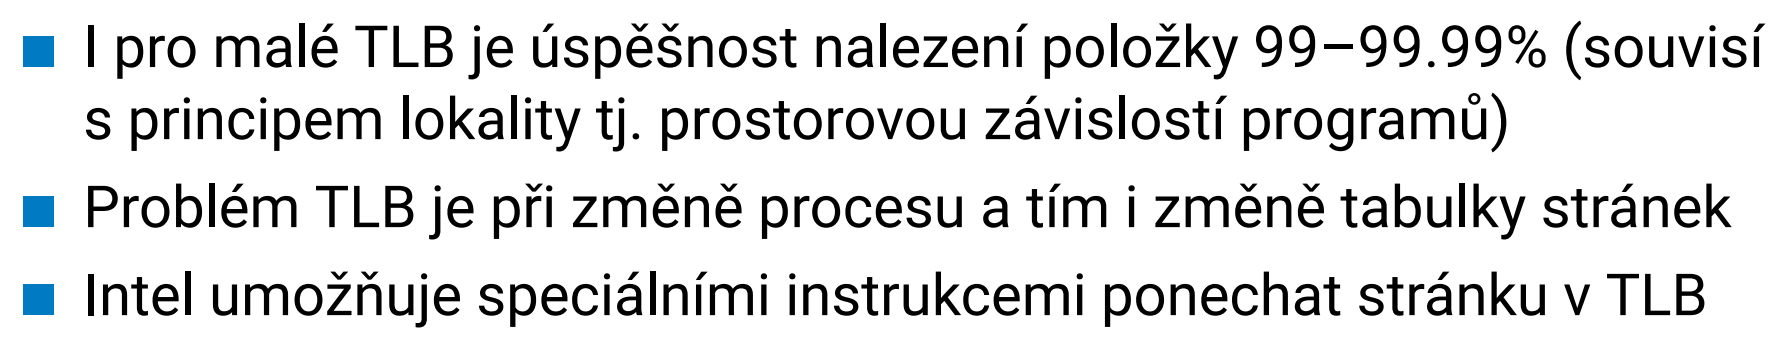 I pro malé TLB je úspěšnost nalezení položky 99–99.99% (souvisí
s principem lokality tj. prostorovou závislostí programů)
Problém TLB je při změně procesu a tím i změně tabulky stránek
Intel umožňuje speciálními instrukcemi ponechat stránku v TLB